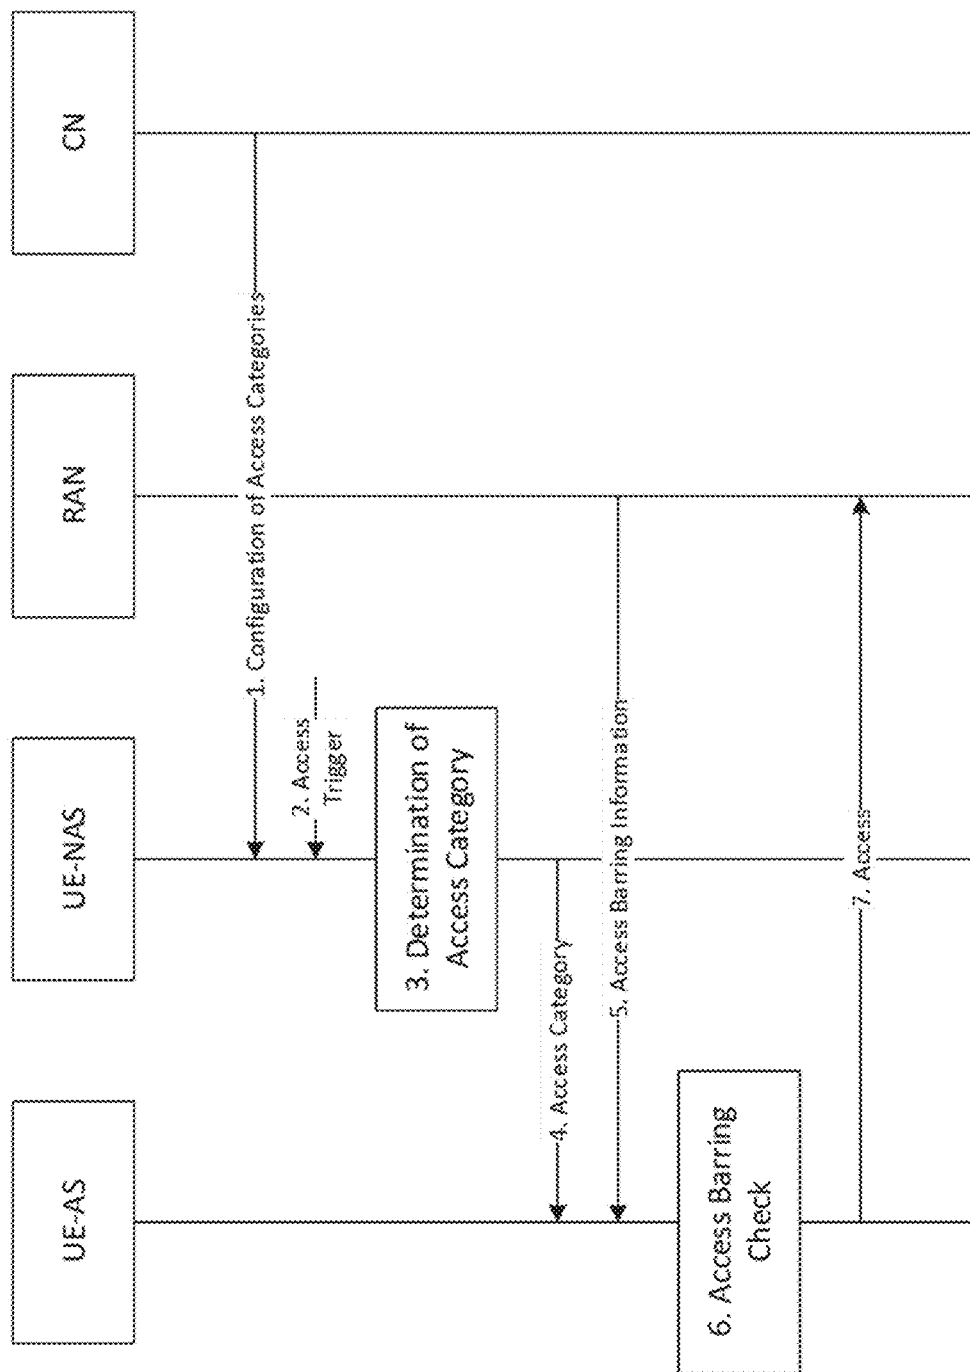 UE-AS
UE-NAS
RAN
CN
1. Configuration of Access Categories
2. Access
Trigger
3. Determination of
Access Category
4. Access Category
5. Access Barring Information
6. Access Barring
Check
7. Access